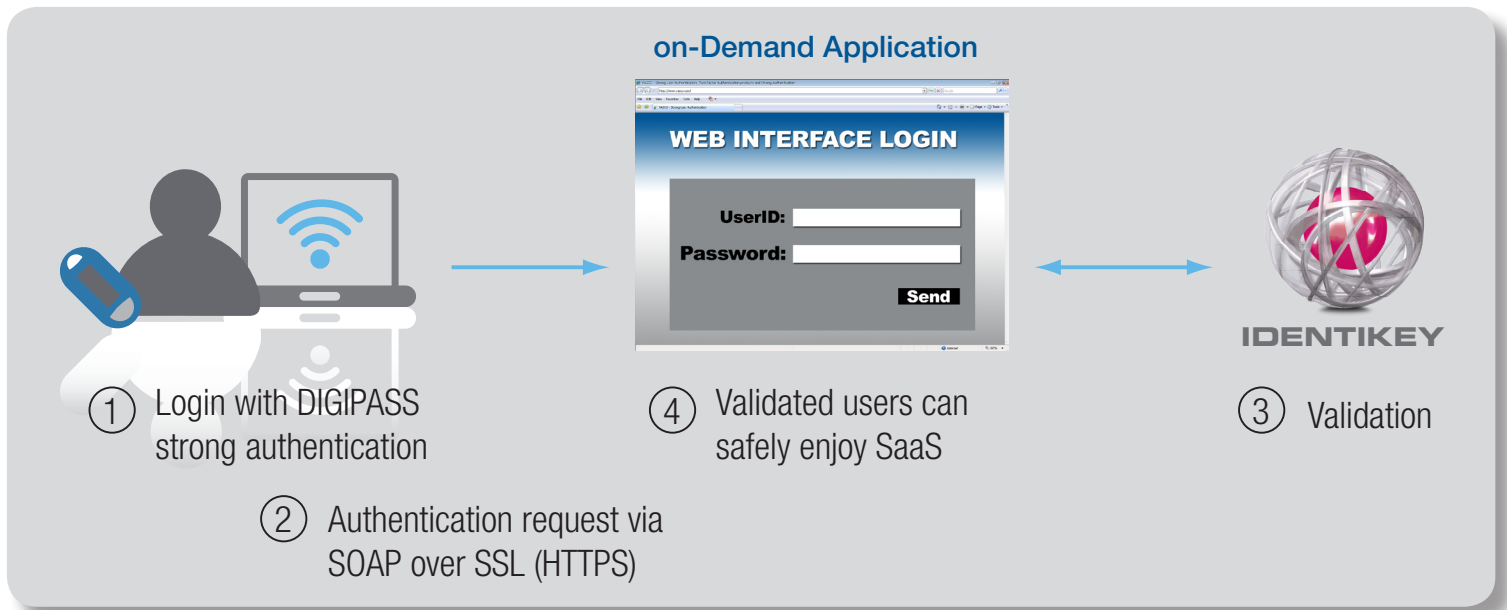 on-Demand Application
WEB INTERFACE LOGIN
UserID:
Password:
Send
IDENTIKEY
1 Login with DIGIPASS
strong authentication
4 Validated users can
safely enjoy SaaS
3 Validation
2 Authentication request via
SOAP over SSL (HTTPS)